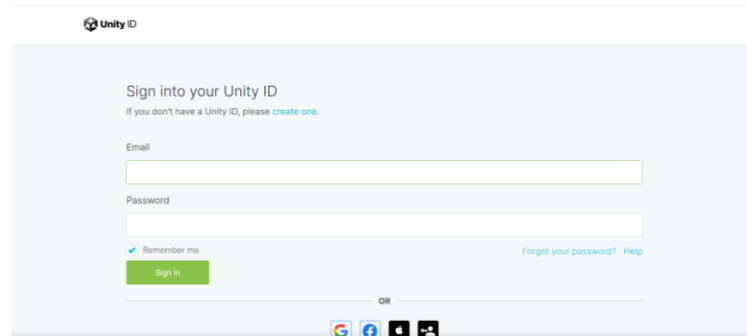 Unity ID
Sign into your Unity ID
If you don't have a Unity ID, please create one.
Email
Password
Remember me
Forgot your password? Help
Sign in
OR